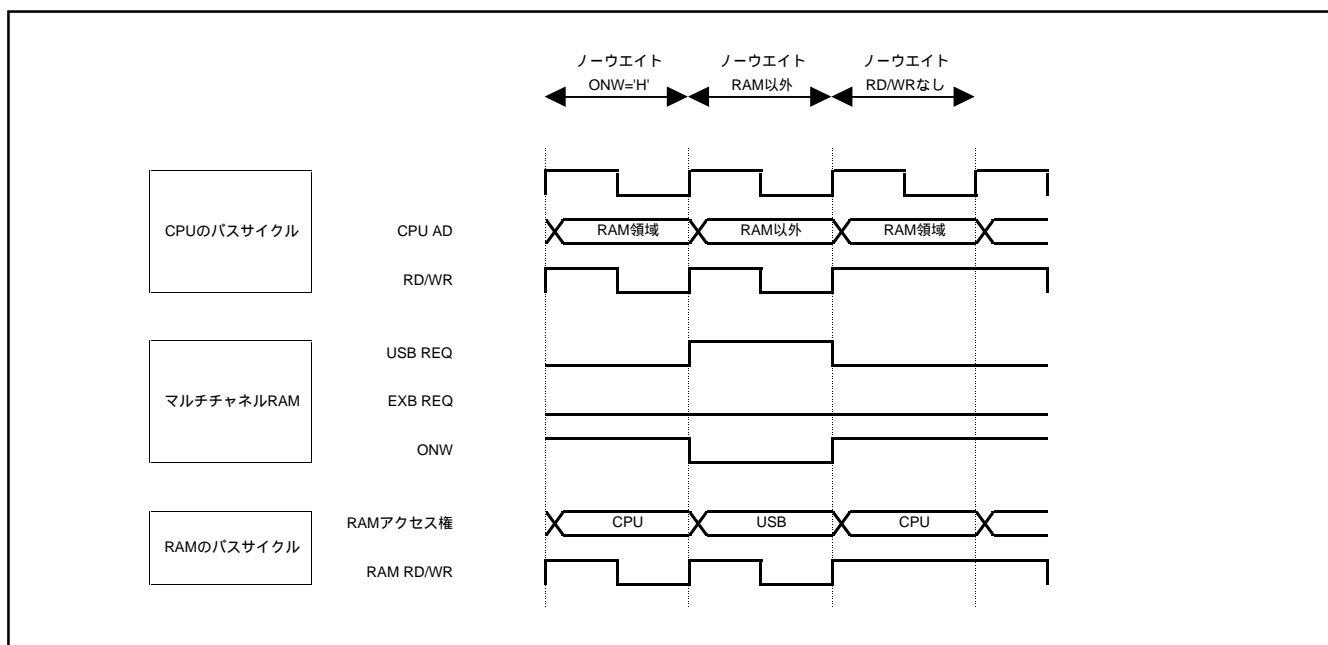 ノーウエイト
ONW='H'
ノーウエイト
RAM以外
ノーウエイト
RD/WRなし
CPUのバスサイクル
CPU AD
RAM領域
RAM以外
RAM領域
RD/WR
マルチチャネルRAM
USB REQ
EXB REQ
ONW
RAMのバスサイクル
RAMアクセス権
CPU
USB
CPU
RAM RD/WR